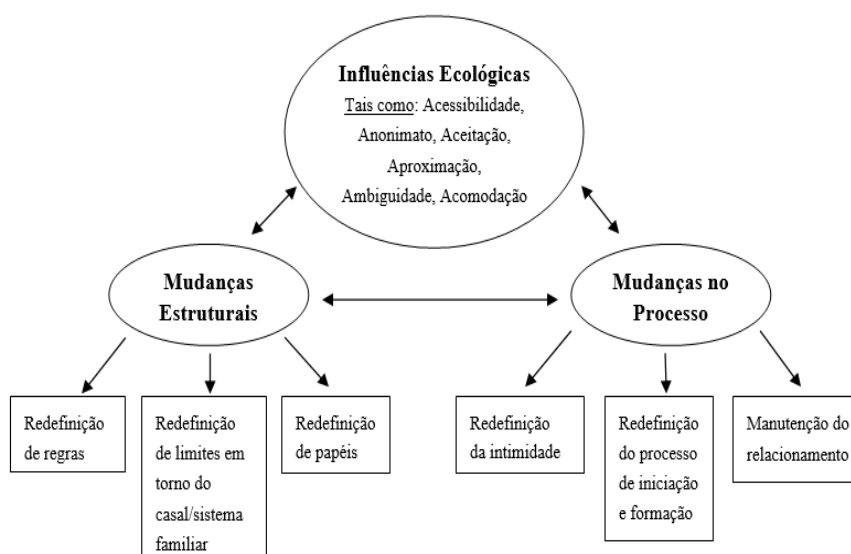 Influências Ecológicas
Tais como: Acessibilidade,
Anonimato, Aceitação,
Aproximação,
Ambiguidade, Acomodação
Mudanças
Estruturais
Mudanças no
Processo
Redefinição
de regras
Redefinição
de limites em
torno do
casal/sistema
familiar
Redefinição
de papéis
Redefinição
da intimidade
Redefinição
do processo
de iniciação
e formação
Manutenção do
relacionamento